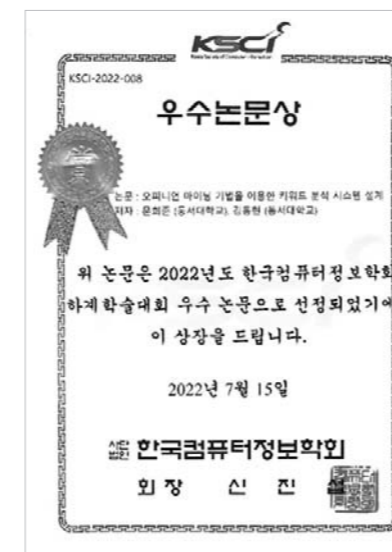 KSCI
KSCI-2022-008
우수논문상
논문 : 오피니언 마이닝 기법을 이용한 키워드 분석 시스템 설계
저자 : 문희준 (동서대학교), 김동현 (동서대학교)
위 논문은 2022년도 한국컴퓨터정보학회
하계학술대회 우수 논문으로 선정되었기에
이 상장을 드립니다.
2022년 7월 15일
사단법인 한국컴퓨터정보학회
회장 신 진